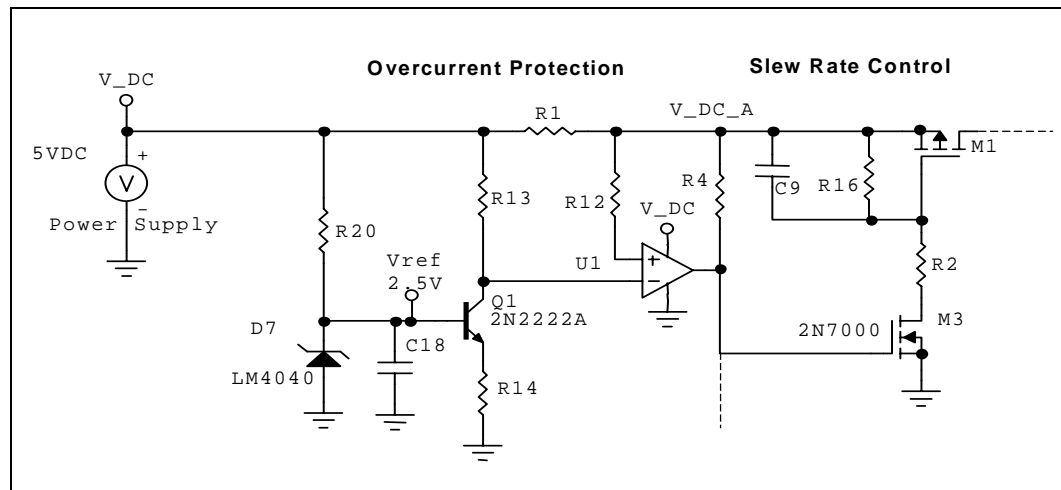 Overcurrent Protection
Slew Rate Control
V_DC
R1
V_DC_A
5VDC
+
V
-
Power Supply
R20
R13
R12
R4
C9
R16
M1
V_DC
U1
+
-
R2
Vref
2.5V
Q1
2N2222A
D7
LM4040
C18
R14
2N7000
M3